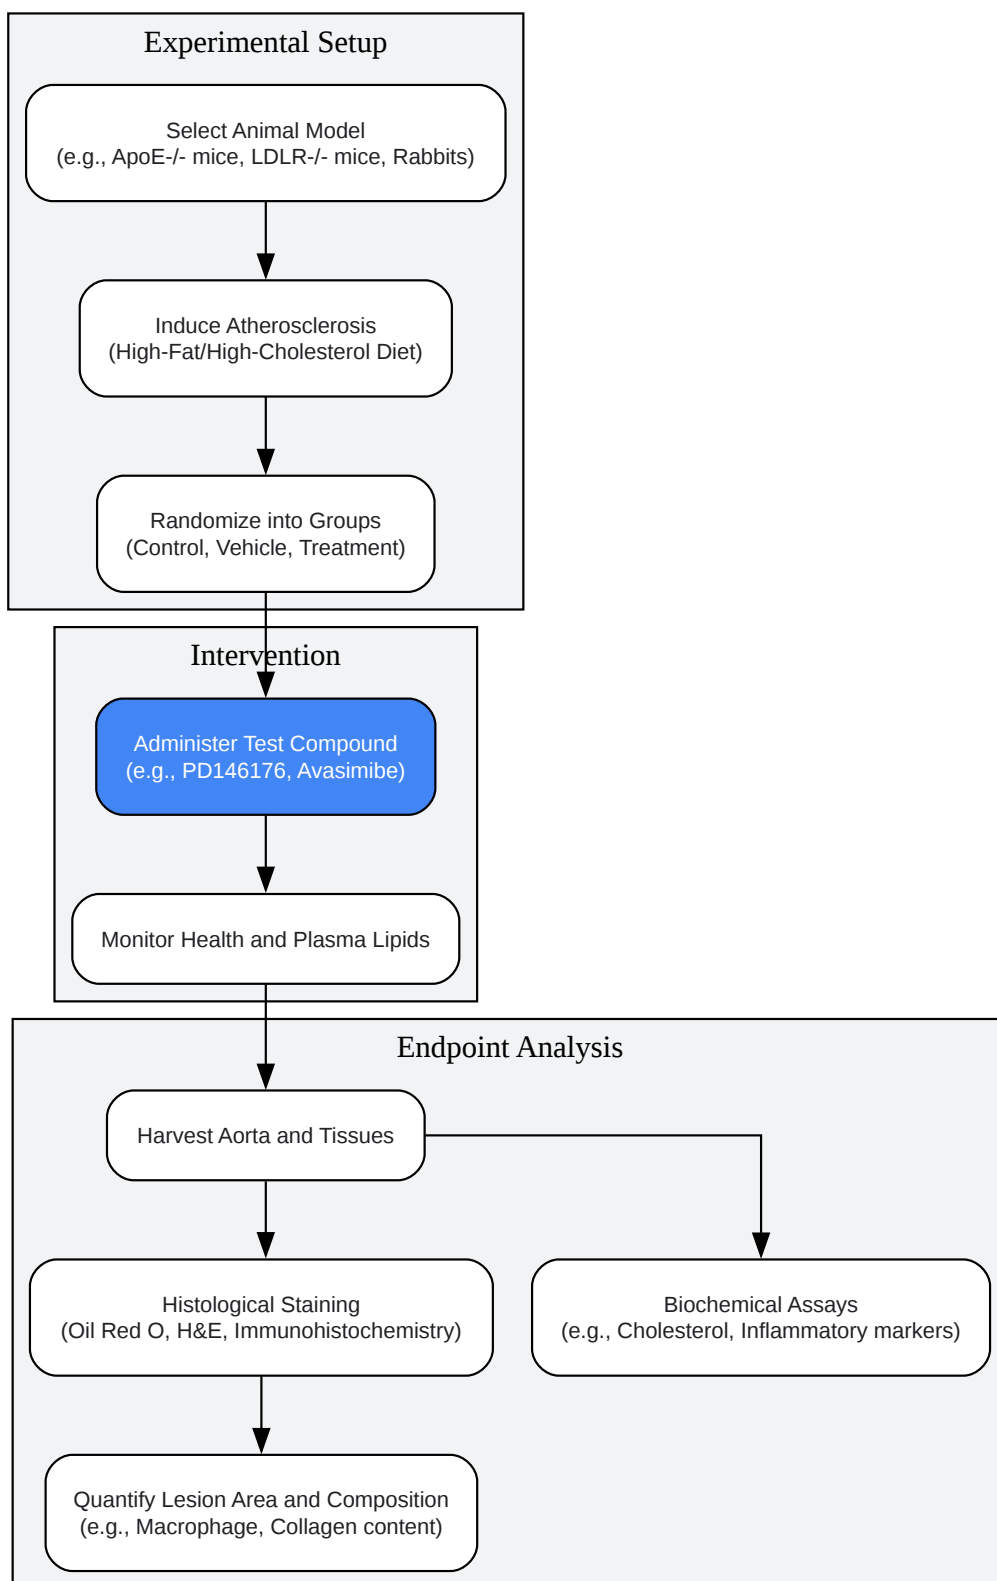 Experimental Setup
Select Animal Model
(e.g., ApoE-/- mice, LDLR-/- mice, Rabbits)
Induce Atherosclerosis
(High-Fat/High-Cholesterol Diet)
Randomize into Groups
(Control, Vehicle, Treatment)
Intervention
Administer Test Compound
(e.g., PD146176, Avasimibe)
Monitor Health and Plasma Lipids
Endpoint Analysis
Harvest Aorta and Tissues
Histological Staining
(Oil Red O, H&E, Immunohistochemistry)
Biochemical Assays
(e.g., Cholesterol, Inflammatory markers)
Quantify Lesion Area and Composition
(e.g., Macrophage, Collagen content)